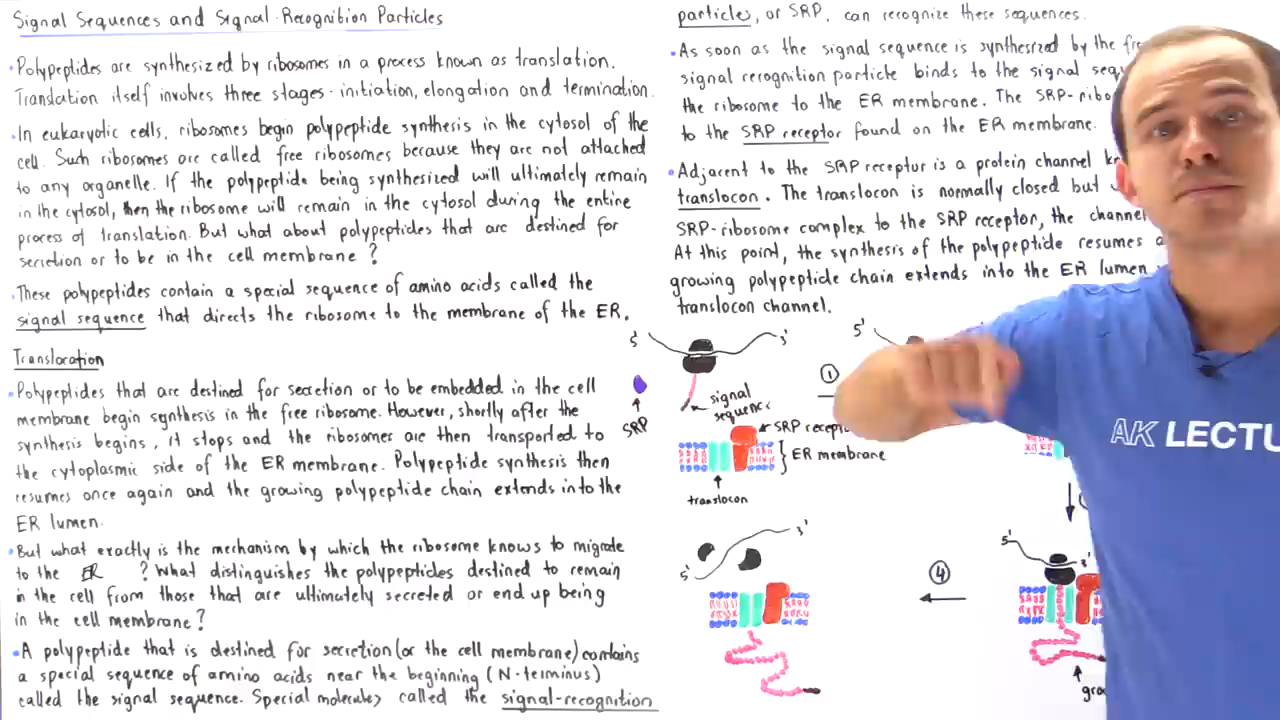 Signal Sequences and Signal-Recognition Particles
• Polypeptides are synthesized by ribosomes in a process known as translation.
Translation itself involves three stages - initiation, elongation and termination.
• In eukaryotic cells, ribosomes begin polypeptide synthesis in the cytosol of the
cell. Such ribosomes are called free ribosomes because they are not attached
to any organelle. If the polypeptide being synthesized will ultimately remain
in the cytosol, then the ribosome will remain in the cytosol during the entire
process of translation. But what about polypeptides that are destined for
secretion or to be in the cell membrane?
• These polypeptides contain a special sequence of amino acids called the
signal sequence that directs the ribosome to the membrane of the ER.
Translocation
• Polypeptides that are destined for secretion or to be embedded in the cell
membrane begin synthesis in the free ribosome. However, shortly after the
synthesis begins, it stops and the ribosomes are then transported to
the cytoplasmic side of the ER membrane. Polypeptide synthesis then
resumes once again and the growing polypeptide chain extends into the
ER lumen.
• But what exactly is the mechanism by which the ribosome knows to migrate
to the ER ? What distinguishes the polypeptides destined to remain
in the cell from those that are ultimately secreted or end up being
in the cell membrane?
• A polypeptide that is destined for secretion (or the cell membrane) contains
a special sequence of amino acids near the beginning (N-terminus)
called the signal sequence. Special molecules called the signal-recognition
particles, or SRP, can recognize these sequences.
• As soon as the signal sequence is synthesized by the
signal recognition particle binds to the signal
the ribosome to the ER membrane. The SRP-
to the SRP receptor found on the ER membrane.
• Adjacent to the SRP receptor is a protein channel
translocon. The translocon is normally closed but
SRP-ribosome complex to the SRP receptor, the channel
At this point, the synthesis of the polypeptide resumes
growing polypeptide chain extends into the ER lumen
translocon channel.
5' 3'
5'
1
signal
sequence
SRP
SRP
ER membrane
translocon
5' 3'
4
5' 3'
AK